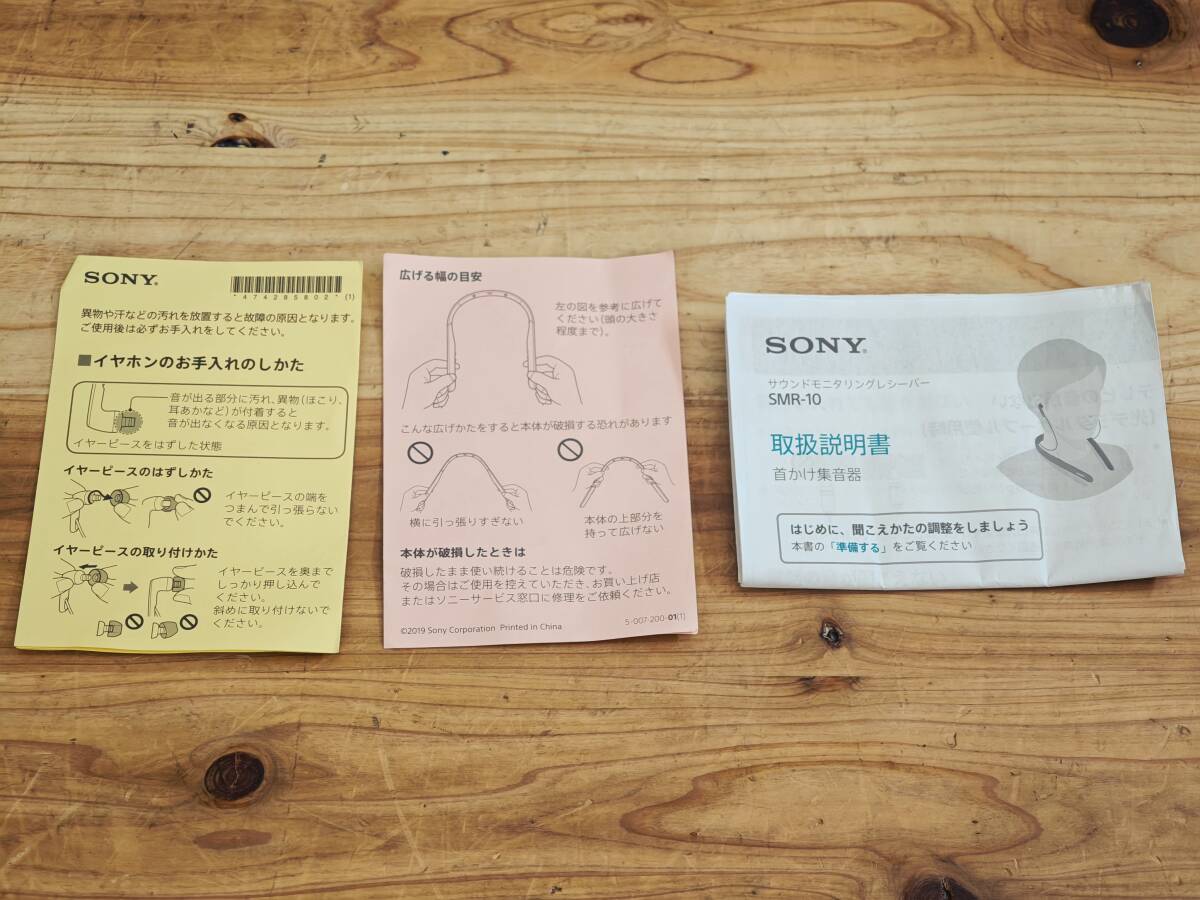 SONY®
*474285802* (1)
異物や汗などの汚れを放置すると故障の原因となります。
ご使用後は必ずお手入れをしてください。
■イヤホンのお手入れのしかた
音が出る部分に汚れ、異物(ほこり、
耳あかなど)が付着すると
音が出なくなる原因となります。
イヤーピースをはずした状態
イヤーピースのはずしかた
イヤーピースの端を
つまんで引っ張らない
でください。
イヤーピースの取り付けかた
イヤーピースを奥まで
しっかり押し込んで
ください。
斜めに取り付けないで
ください。
広げる幅の目安
左の図を参考に広げて
ください(頭の大きさ
程度まで)。
こんな広げかたをすると本体が破損する恐れがあります
横に引っ張りすぎない
本体の上部分を
持って広げない
本体が破損したときは
破損したまま使い続けることは危険です。
その場合はご使用を控えていただき、お買い上げ店
またはソニーサービス窓口に修理をご依頼ください。
©2019 Sony Corporation Printed in China
5-007-200-01(1)
SONY®
サウンドモニタリングレシーバー
SMR-10
取扱説明書
首かけ集音器
はじめに、聞こえかたの調整をしましょう
本書の「準備する」をご覧ください